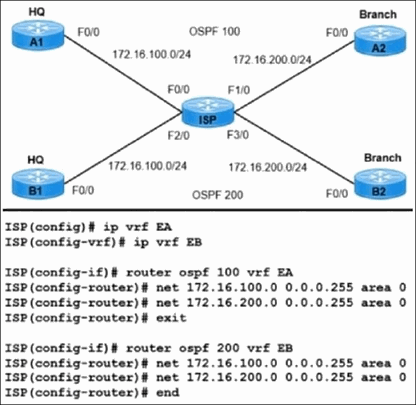 HQ
Branch
OSPF 100
F0/0
F0/0
A1
A2
172.16.100.0/24
172.16.200.0/24
F0/0
F1/0
ISP
HQ
F2/0
F3/0
Branch
172.16.100.0/24
172.16.200.0/24
B1
F0/0
F0/0
B2
OSPF 200
ISP(config)# ip vrf EA
ISP(config-vrf)# ip vrf EB
ISP(config-if)# router ospf 100 vrf EA
ISP(config-router)# net 172.16.100.0 0.0.0.255 area 0
ISP(config-router)# net 172.16.200.0 0.0.0.255 area 0
ISP(config-router)# exit
ISP(config-if)# router ospf 200 vrf EB
ISP(config-router)# net 172.16.100.0 0.0.0.255 area 0
ISP(config-router)# net 172.16.200.0 0.0.0.255 area 0
ISP(config-router)# end